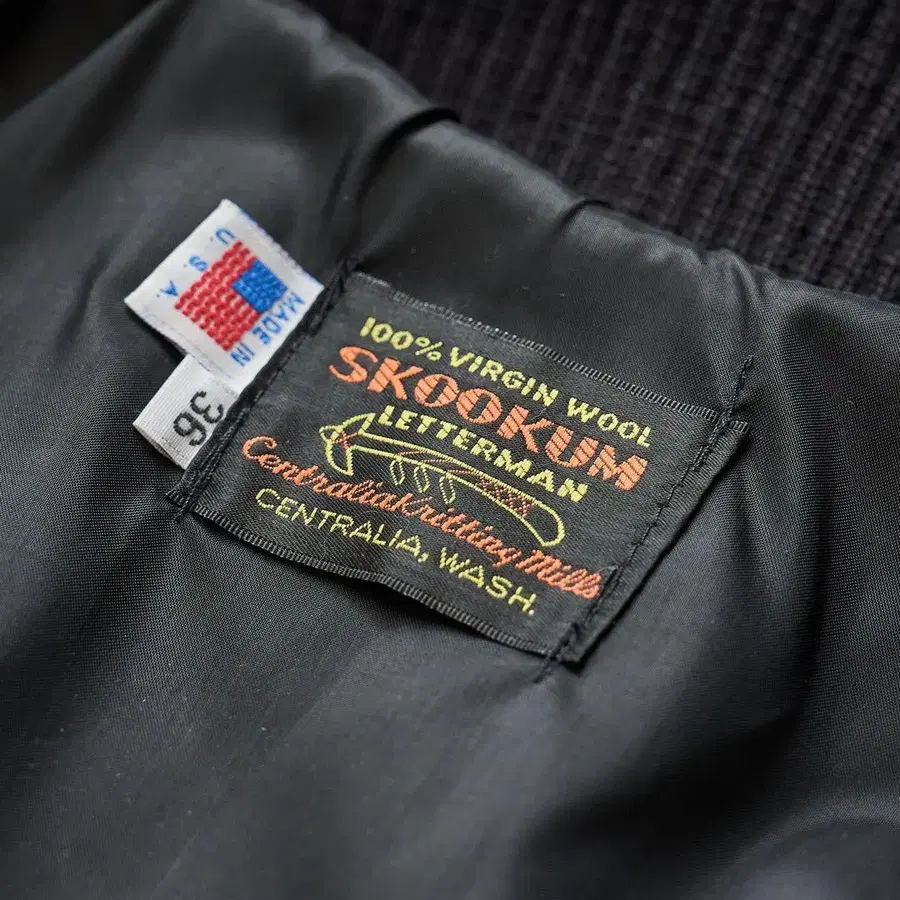 MADE IN
U. S. A.
36
100% VIRGIN WOOL
SKOOKUM
LETTERMAN
Centralia Knitting Mills
CENTRALIA, WASH.